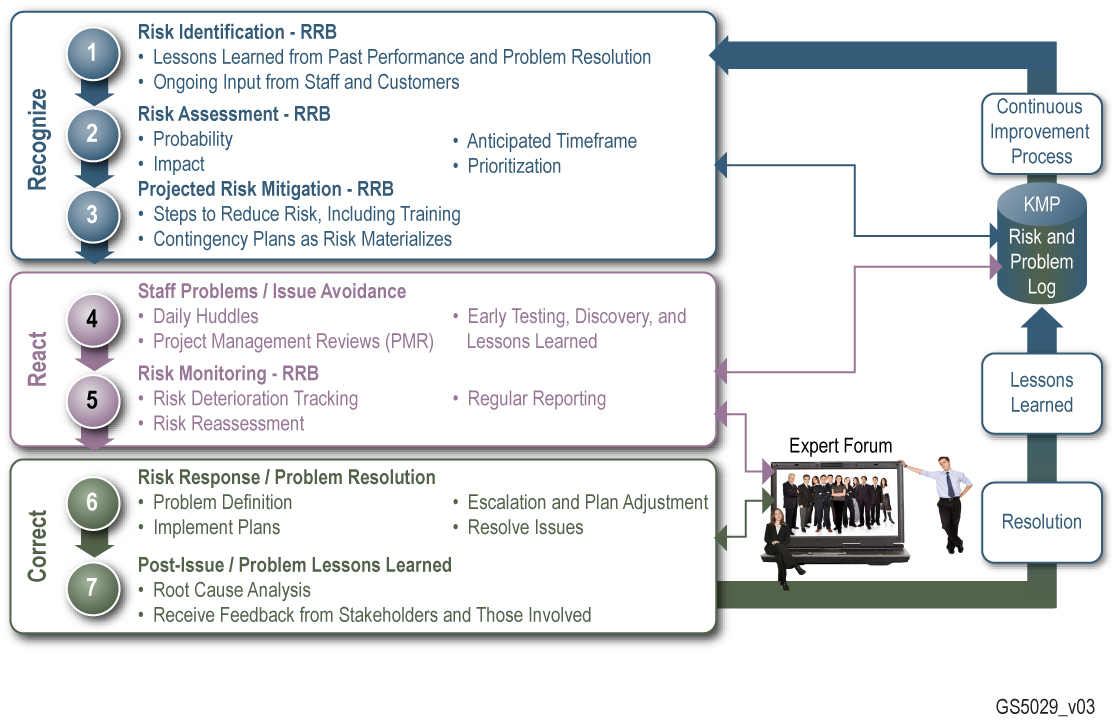 Recognize
1
Risk Identification - RRB
• Lessons Learned from Past Performance and Problem Resolution
• Ongoing Input from Staff and Customers
2
Risk Assessment - RRB
• Probability
• Impact
• Anticipated Timeframe
• Prioritization
3
Projected Risk Mitigation - RRB
• Steps to Reduce Risk, Including Training
• Contingency Plans as Risk Materializes
React
4
Staff Problems / Issue Avoidance
• Daily Huddles
• Project Management Reviews (PMR)
• Early Testing, Discovery, and
Lessons Learned
5
Risk Monitoring - RRB
• Risk Deterioration Tracking
• Risk Reassessment
• Regular Reporting
Correct
6
Risk Response / Problem Resolution
• Problem Definition
• Implement Plans
• Escalation and Plan Adjustment
• Resolve Issues
7
Post-Issue / Problem Lessons Learned
• Root Cause Analysis
• Receive Feedback from Stakeholders and Those Involved
Expert Forum
Continuous
Improvement
Process
KMP
Risk and
Problem
Log
Lessons
Learned
Resolution
GS5029_v03